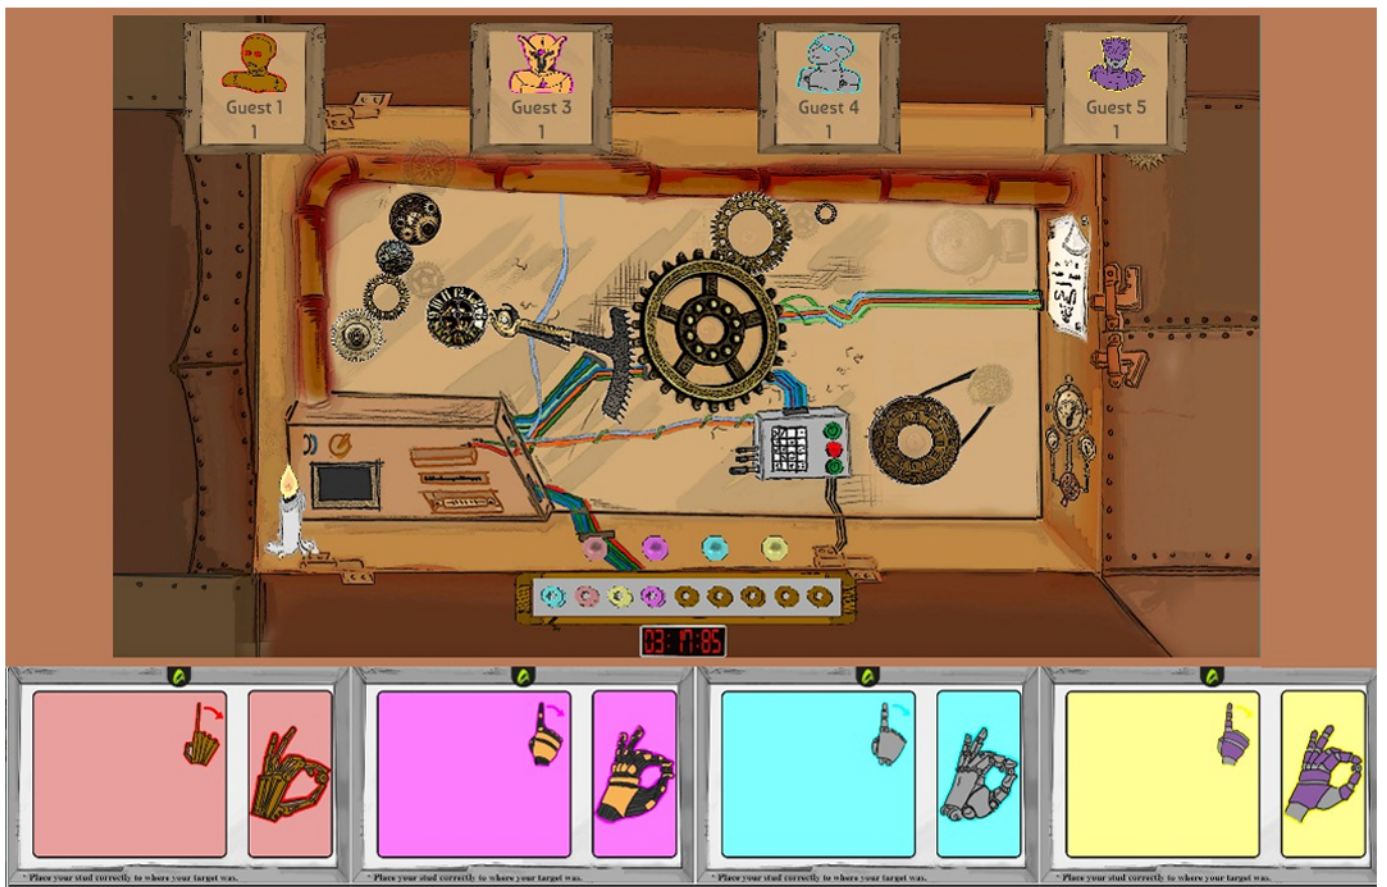 Guest 1
1
Guest 3
1
Guest 4
1
Guest 5
1
03:17:85
* Place your stud correctly to where your target was.
* Place your stud correctly to where your target was.
* Place your stud correctly to where your target was.
* Place your stud correctly to where your target was.